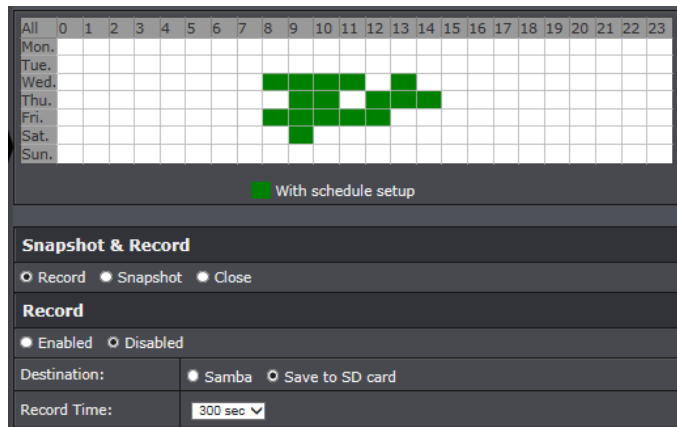 All 0 1 2 3 4 5 6 7 8 9 10 11 12 13 14 15 16 17 18 19 20 21 22 23
Mon.
Tue.
Wed.
Thu.
Fri.
Sat.
Sun.
With schedule setup
Snapshot & Record
Record Snapshot Close
Record
Enabled Disabled
Destination: Samba Save to SD card
Record Time: 300 sec